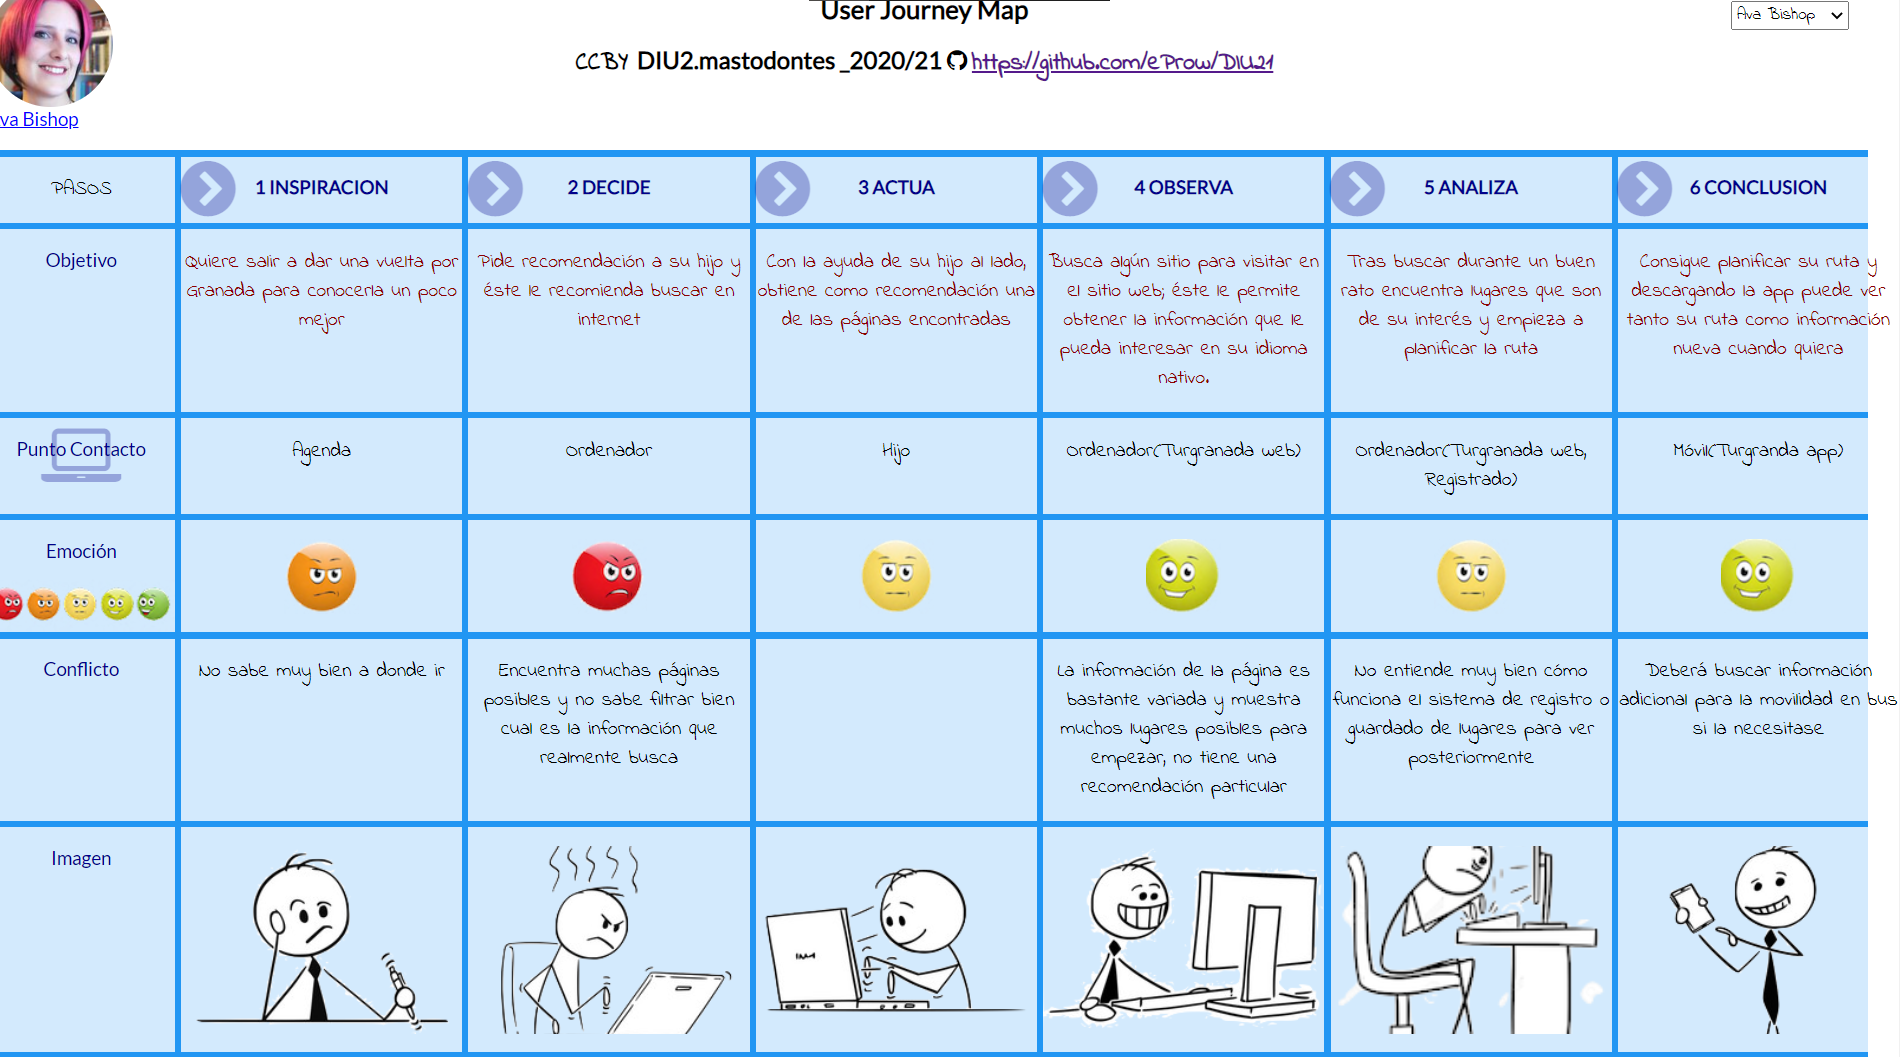 User Journey Map
Ava Bishop
CCBY DIU2.mastodontes _2020/21 https://github.com/eProw/DIU21
va Bishop
PASOS
1 INSPIRACION
2 DECIDE
3 ACTUA
4 OBSERVA
5 ANALIZA
6 CONCLUSION
Objetivo
Quiere salir a dar una vuelta por
Granada para conocerla un poco
mejor
Pide recomendación a su hijo y
éste le recomienda buscar en
internet
Con la ayuda de su hijo al lado,
obtiene como recomendación una
de las páginas encontradas
Busca algún sitio para visitar en
el sitio web; éste le permite
obtener la información que le
pueda interesar en su idioma
nativo.
Tras buscar durante un buen
rato encuentra lugares que son
de su interés y empieza a
planificar la ruta
Consigue planificar su ruta y
descargando la app puede ver
tanto su ruta como información
nueva cuando quiera
Punto Contacto
Agenda
Ordenador
Hijo
Ordenador(Turgranada web)
Ordenador(Turgranada web,
Registrado)
Móvil(Turgranda app)
Emoción
Conflicto
No sabe muy bien a donde ir
Encuentra muchas páginas
posibles y no sabe filtrar bien
cual es la información que
realmente busca
La información de la página es
bastante variada y muestra
muchos lugares posibles para
empezar, no tiene una
recomendación particular
No entiende muy bien cómo
funciona el sistema de registro o
guardado de lugares para ver
posteriormente
Deberá buscar información
adicional para la movilidad en bus
si la necesitase
Imagen